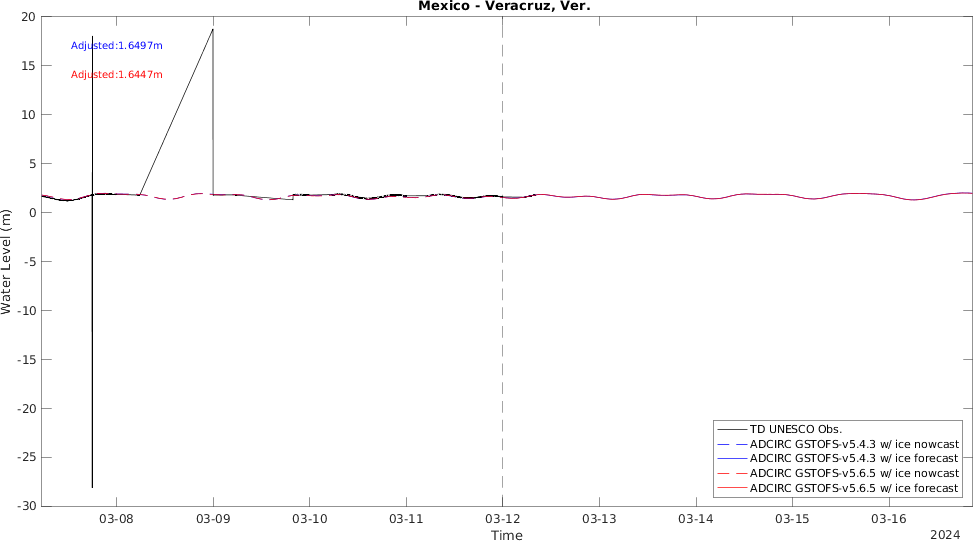 Mexico - Veracruz, Ver.
20
15
10
5
0
-5
-10
-15
-20
-25
-30
Water Level (m)
Adjusted:1.6497m
Adjusted:1.6447m
TD UNESCO Obs.
ADCIRC GSTOFS-v5.4.3 w/ ice nowcast
ADCIRC GSTOFS-v5.4.3 w/ ice forecast
ADCIRC GSTOFS-v5.6.5 w/ ice nowcast
ADCIRC GSTOFS-v5.6.5 w/ ice forecast
03-08 03-09 03-10 03-11 03-12 03-13 03-14 03-15 03-16
Time
2024